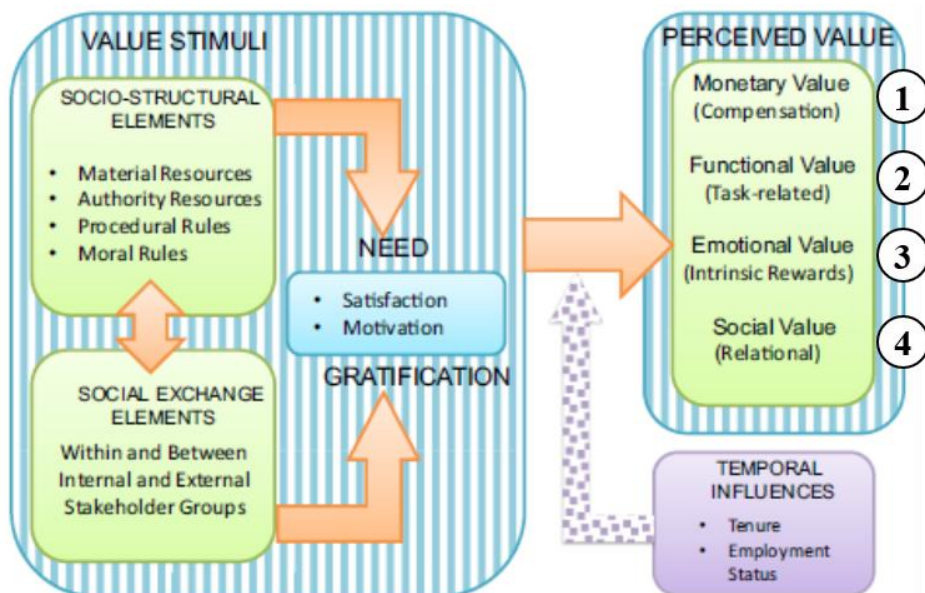 VALUE STIMULI
SOCIO-STRUCTURAL
ELEMENTS
• Material Resources
• Authority Resources
• Procedural Rules
• Moral Rules
SOCIAL EXCHANGE
ELEMENTS
Within and Between
Internal and External
Stakeholder Groups
NEED
• Satisfaction
• Motivation
GRATIFICATION
PERCEIVED VALUE
Monetary Value
(Compensation)
1
Functional Value
(Task-related)
2
Emotional Value
(Intrinsic Rewards)
3
Social Value
(Relational)
4
TEMPORAL
INFLUENCES
• Tenure
• Employment
Status